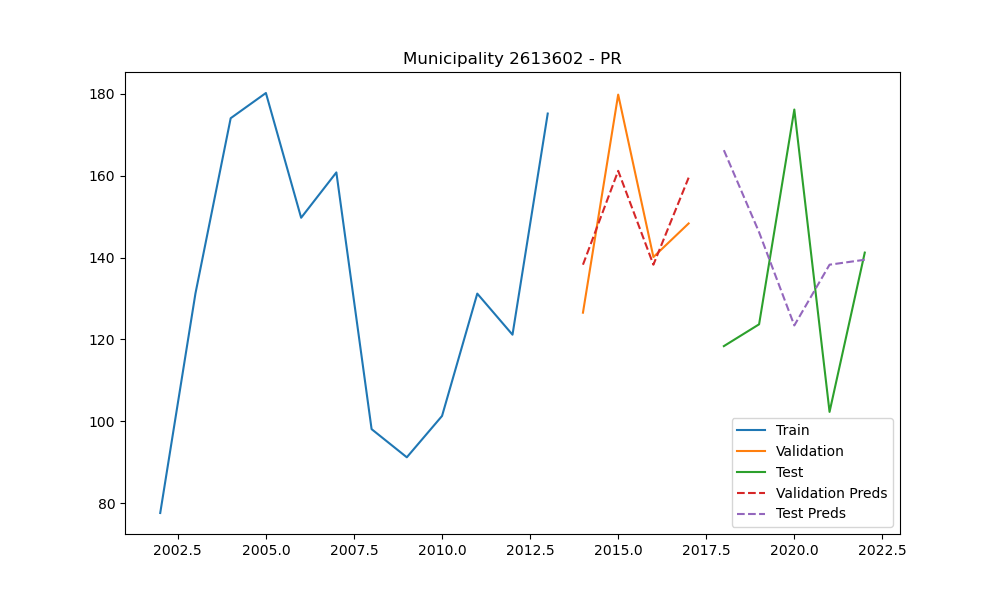 Municipality 2613602 - PR
180
160
140
120
100
80
2002.5 2005.0 2007.5 2010.0 2012.5 2015.0 2017.5 2020.0 2022.5
Train
Validation
Test
Validation Preds
Test Preds